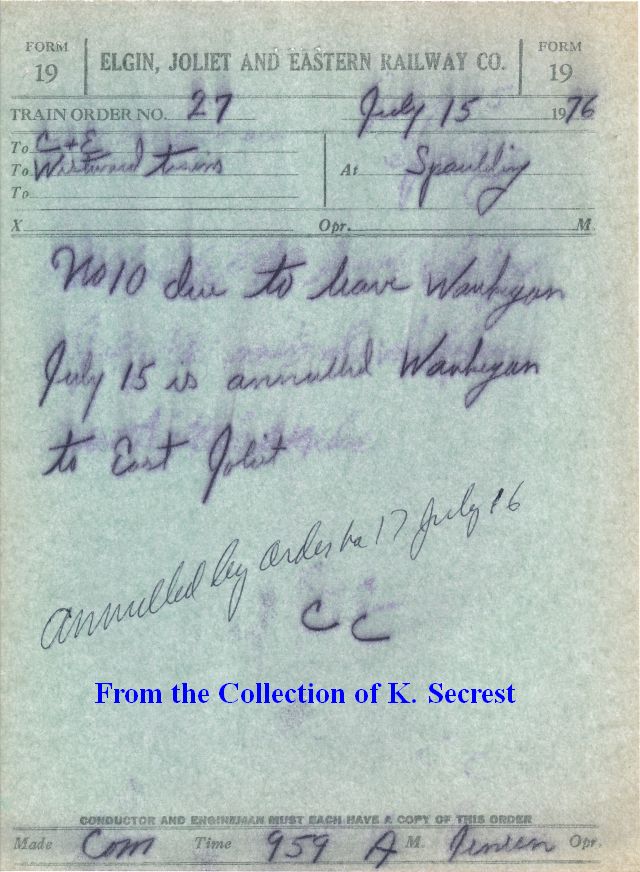 FORM 19 ELGIN, JOLIET AND EASTERN RAILWAY CO. FORM 19
TRAIN ORDER NO. 27 July 15 1976
To C & E
To Westward trains At Spaulding
To
X Opr. M
No 10 due to leave Waukegan
July 15 is annulled Waukegan
to East Joliet
annulled by order No 17 July 16
CC
From the Collection of K. Secrest
CONDUCTOR AND ENGINEMAN MUST EACH HAVE A COPY OF THIS ORDER
Made Com Time 959 A M. Jensen Opr.